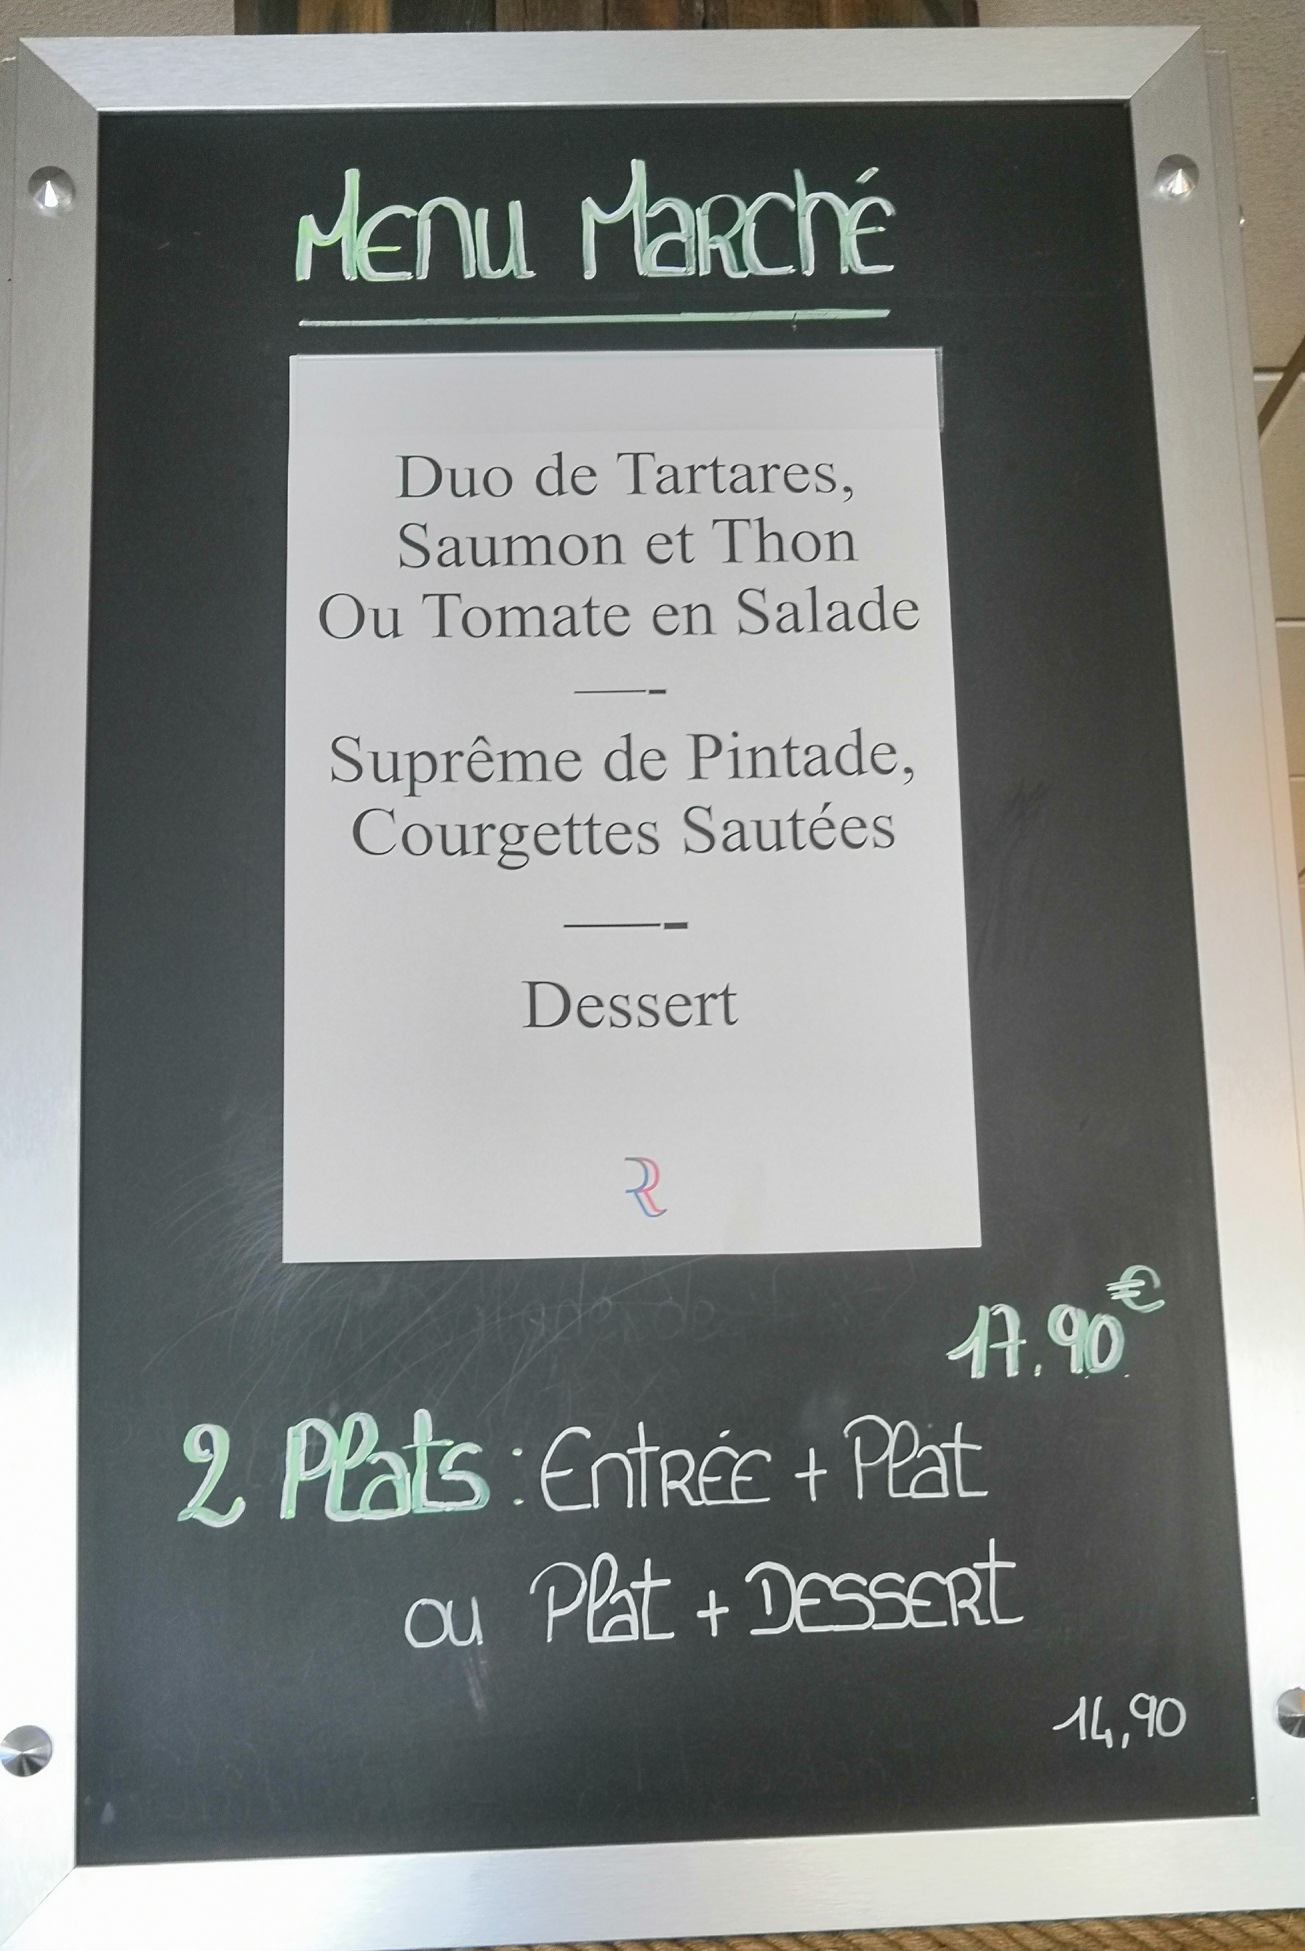 Menu Marché
Duo de Tartares,
Saumon et Thon
Ou Tomate en Salade
Suprême de Pintade,
Courgettes Sautées
Dessert
R
17.90€
2 Plats : Entrée + Plat
ou Plat + Dessert
14,90